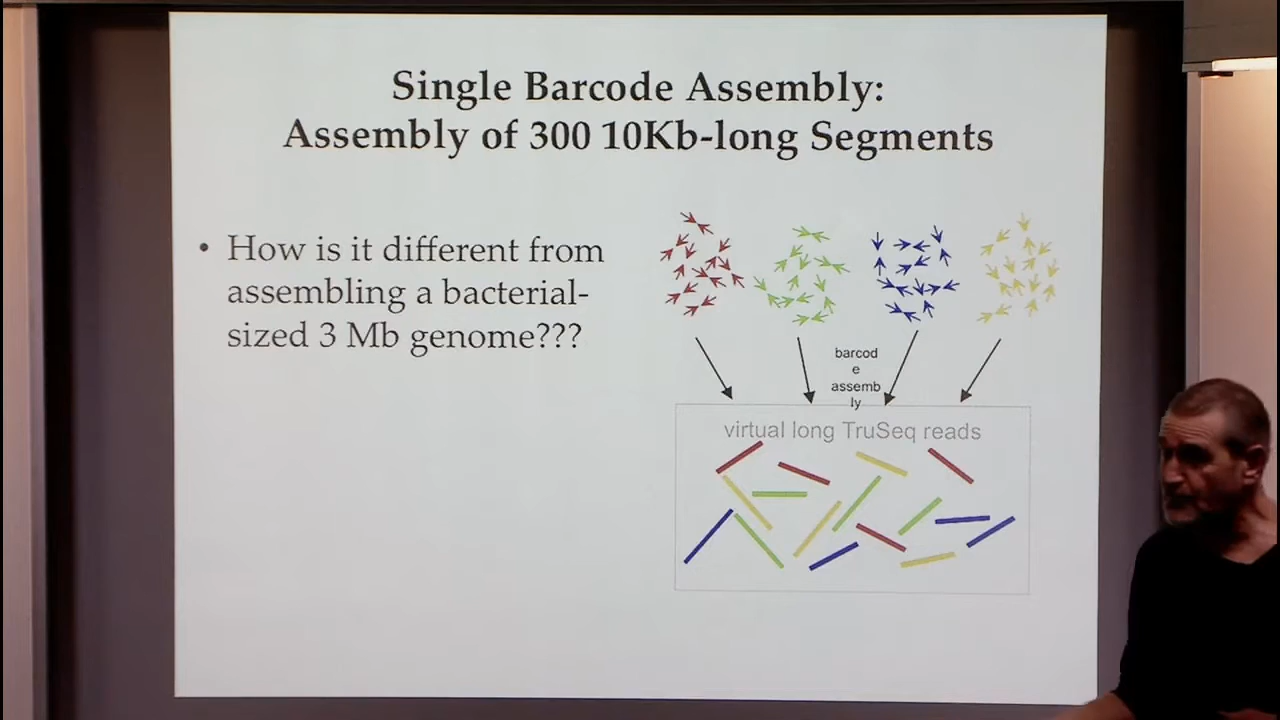 Single Barcode Assembly:
Assembly of 300 10Kb-long Segments
• How is it different from
assembling a bacterial-
sized 3 Mb genome???
barcod
e
assemb
ly
virtual long TruSeq reads